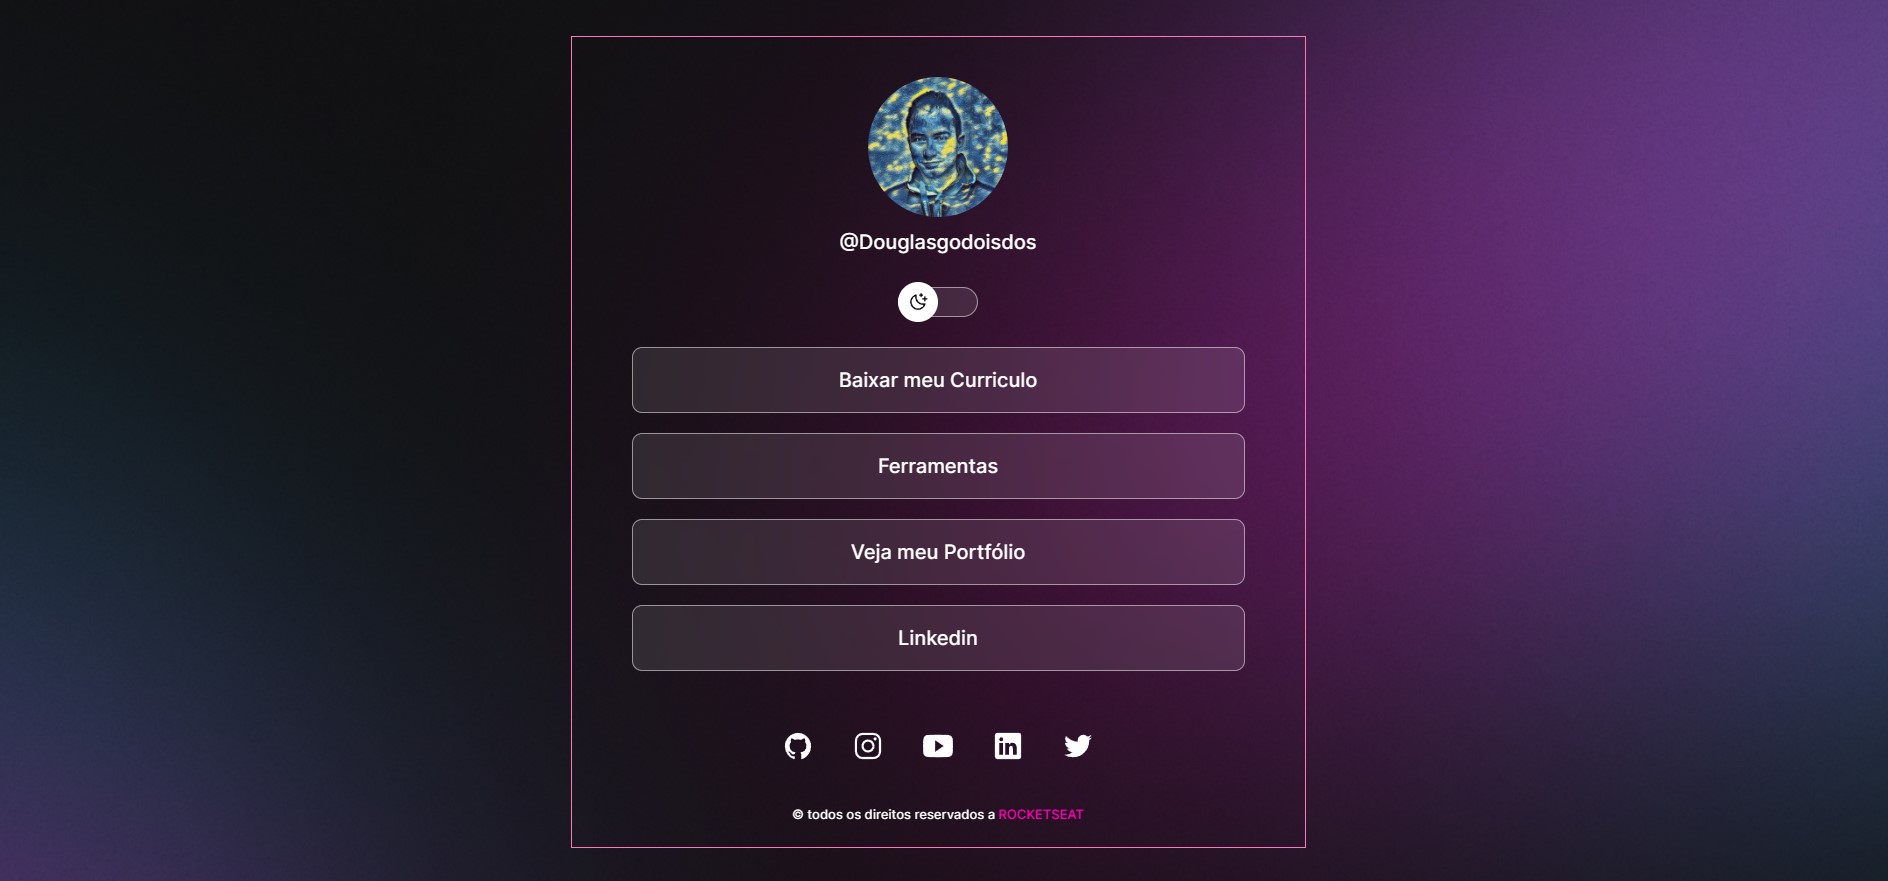 @Douglasgodoisdos
Baixar meu Curriculo
Ferramentas
Veja meu Portfólio
Linkedin
© todos os direitos reservados a ROCKETSEAT